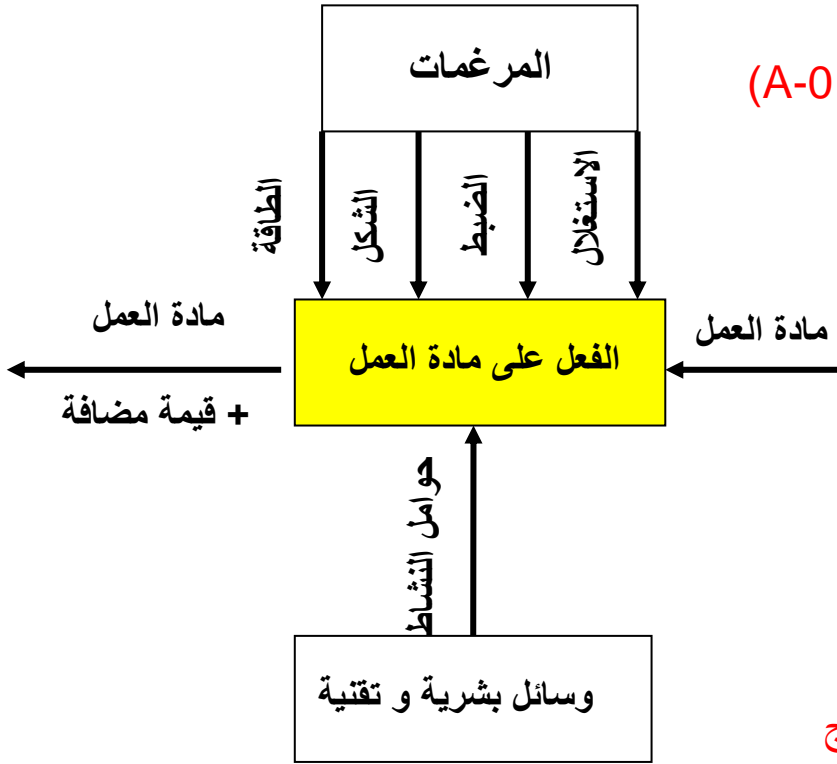 المرغمات
(A-0
الاستغلال
الضبط
الشكل
الطاقة
مادة العمل
الفعل على مادة العمل
مادة العمل
+ قيمة مضافة
حوامل النشاط
وسائل بشرية و تقنية